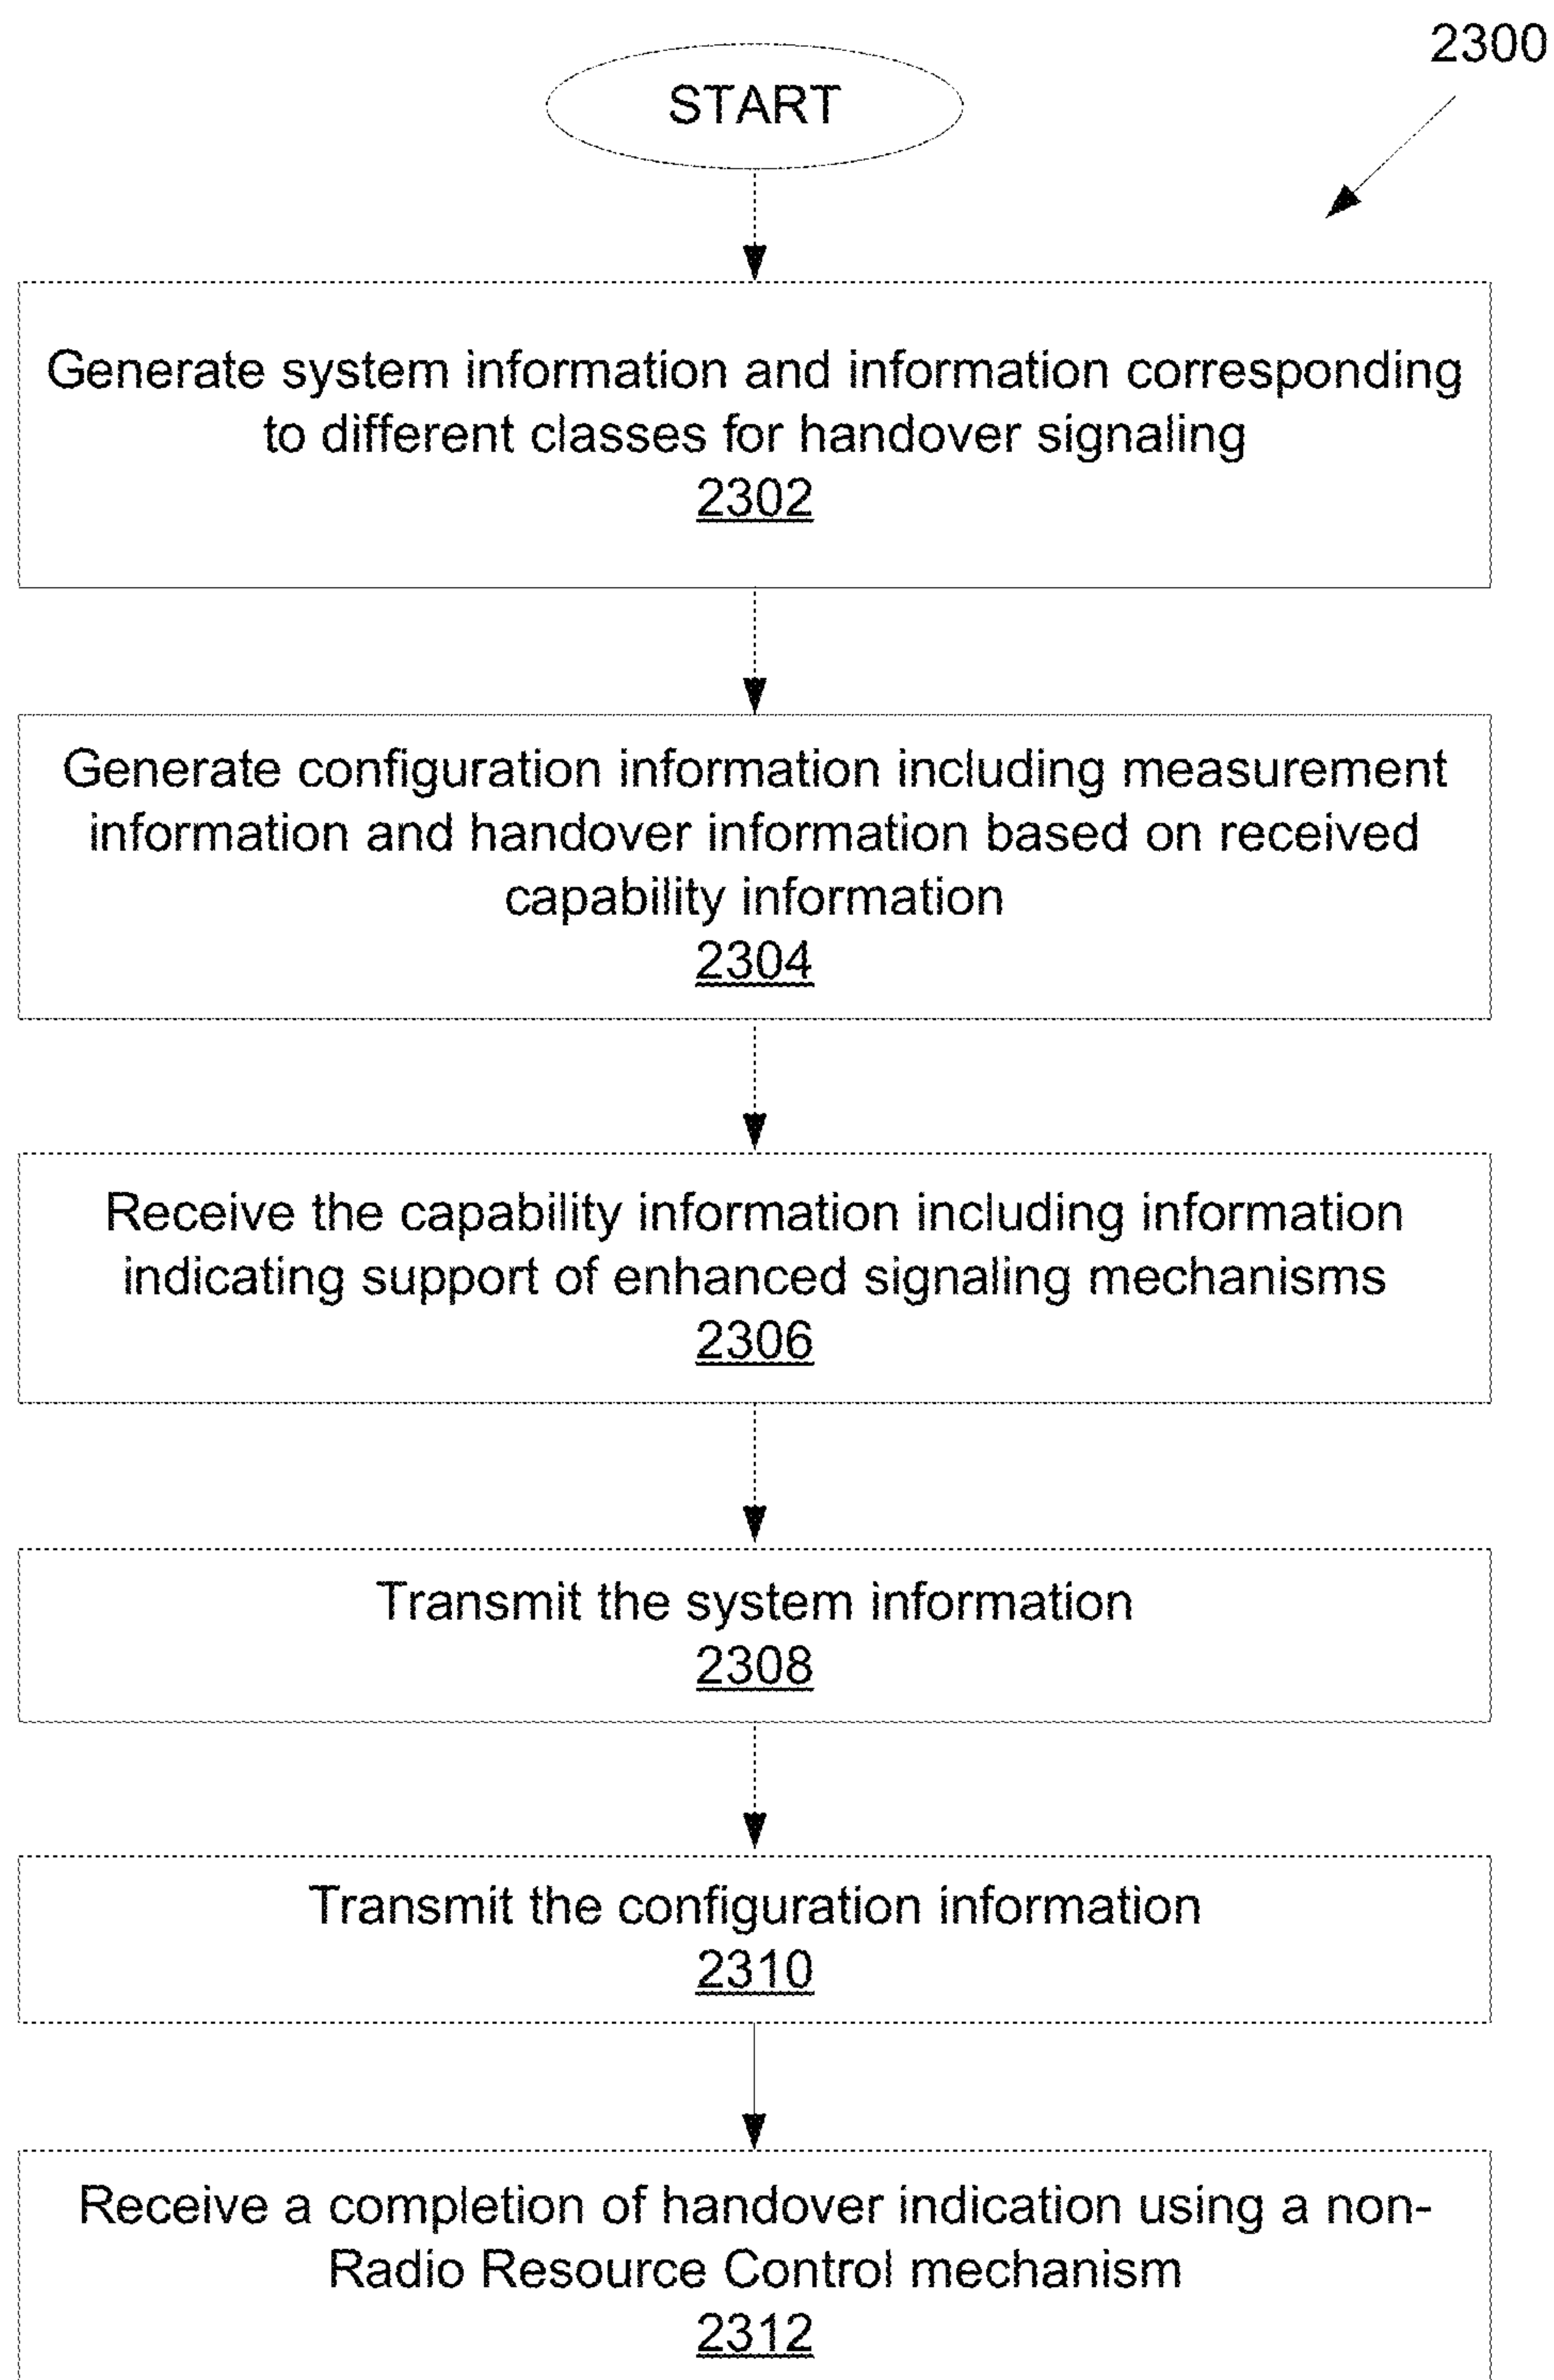 2300
START
Generate system information and information corresponding
to different classes for handover signaling
2302
Generate configuration information including measurement
information and handover information based on received
capability information
2304
Receive the capability information including information
indicating support of enhanced signaling mechanisms
2306
Transmit the system information
2308
Transmit the configuration information
2310
Receive a completion of handover indication using a non-
Radio Resource Control mechanism
2312